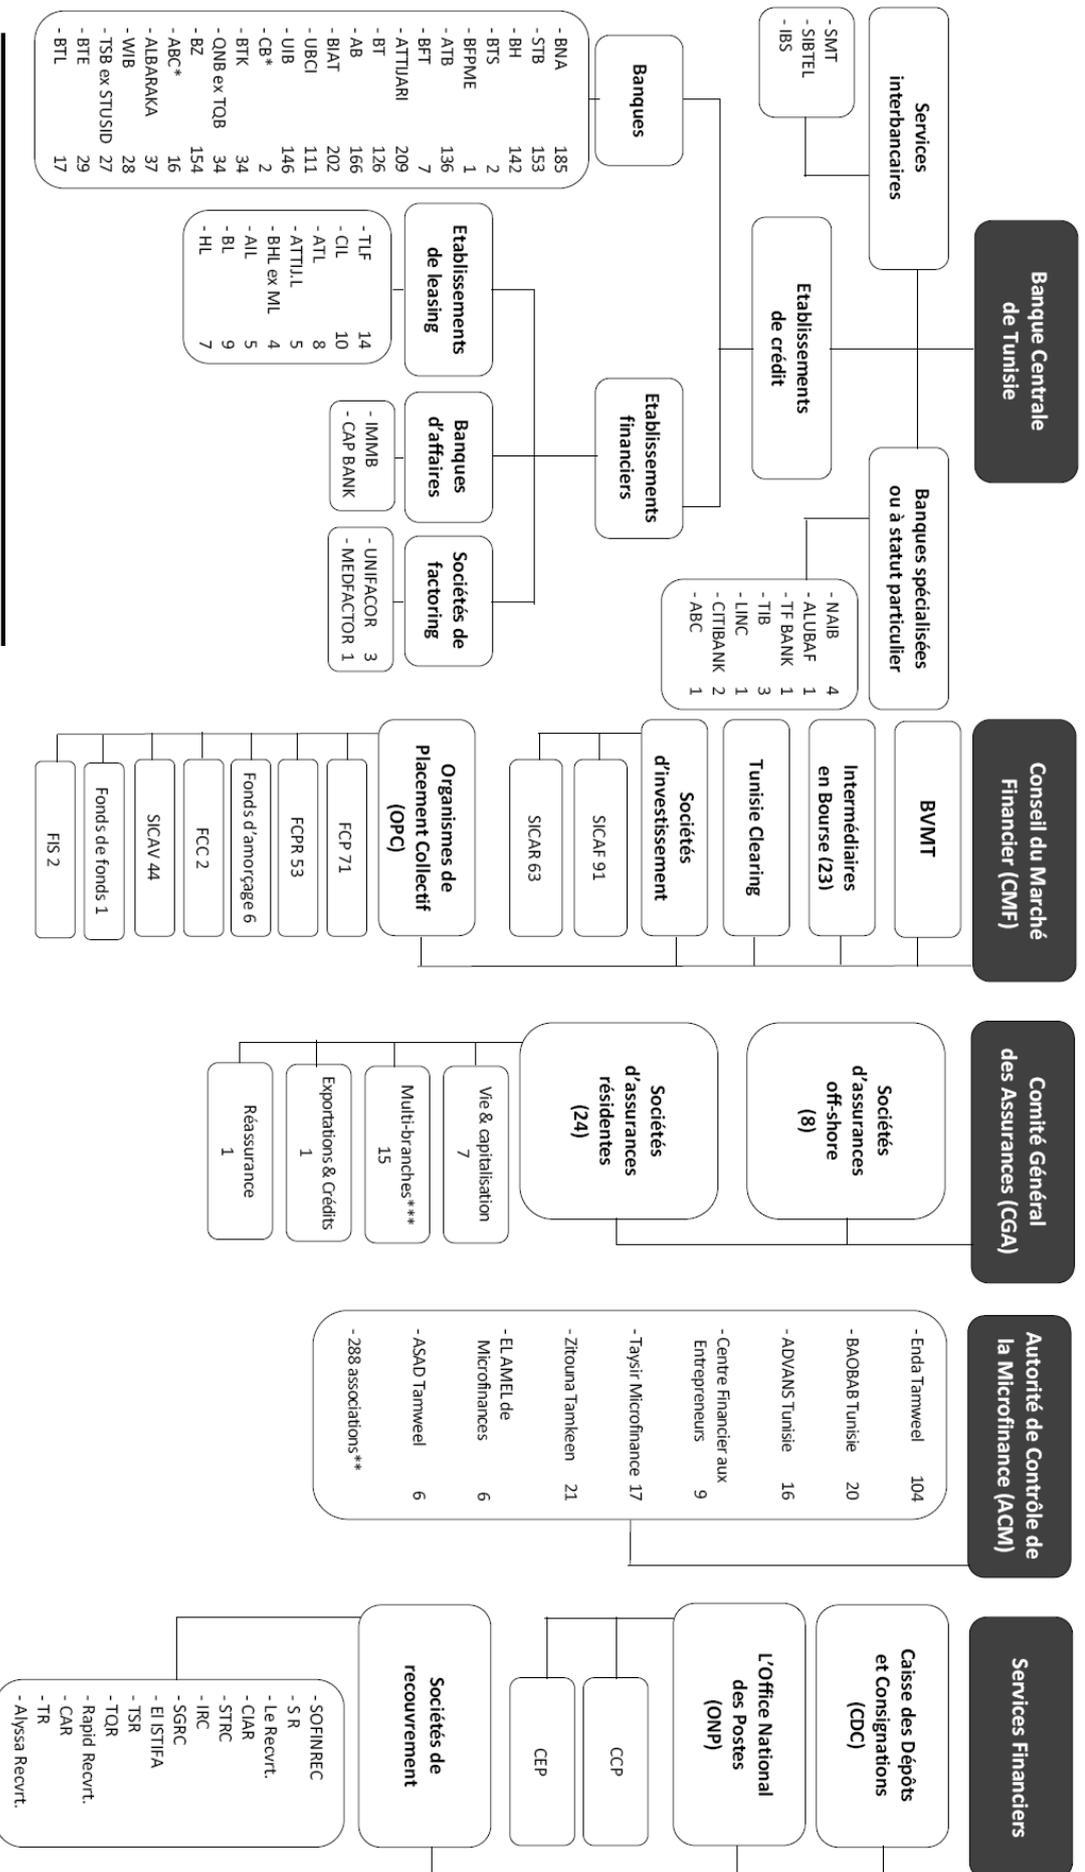 Banque Centrale
de Tunisie
Services
interbancaires
- SMT
- SIBTEL
- IBS
Banques spécialisées
ou à statut particulier
- NAIB 4
- ALUBAF 1
- TF BANK 1
- TIB 3
- LINC 1
- CITIBANK 2
- ABC 1
Etablissements
de crédit
Banques
- BNA 185
- STB 153
- BH 142
- BTS 2
- BFPME 1
- ATB 136
- BFT 7
- ATTIJARI 209
- BT 126
- AB 166
- BIAT 202
- UBCI 111
- UIB 146
- CB* 2
- BTK 34
- QNB ex TQB 34
- BZ 154
- ABC* 16
- ALBARAKA 37
- WIB 28
- TSB ex STUSID 27
- BTE 29
- BTL 17
Etablissements
financiers
Etablissements
de leasing
- TLF 14
- CIL 10
- ATL 8
- ATTIJ.L 5
- BHL ex ML 4
- AIL 5
- BL 9
- HL 7
Banques
d’affaires
- IMMB
- CAP BANK
Sociétés de
factoring
- UNIFACOR 3
- MEDFACTOR 1
Conseil du Marché
Financier (CMF)
BVMT
Intermédiaires
en Bourse (23)
Tunisie Clearing
Sociétés
d’investissement
SICAF 91
SICAR 63
Organismes de
Placement Collectif
(OPC)
FCP 71
FCPR 53
Fonds d’amorçage 6
FCC 2
SICAV 44
Fonds de fonds 1
FIS 2
Comité Général
des Assurances (CGA)
Sociétés
d’assurances
off-shore
(8)
Sociétés
d’assurances
résidentes
(24)
Vie & capitalisation
7
Multi-branches***
15
Exportations & Crédits
1
Réassurance
1
Autorité de Contrôle de
la Microfinance (ACM)
- Enda Tamweel 104
- BAOBAB Tunisie 20
- ADVANS Tunisie 16
- Centre Financier aux
Entrepreneurs 9
- Taysir Microfinance 17
- Zitouna Tamkeen 21
- EL AMEL de
Microfinances 6
- ASAD Tamweel 6
- 288 associations**
Services Financiers
Caisse des Dépôts
et Consignations
(CDC)
L’Office National
des Postes
(ONP)
CCP
CEP
Sociétés de
recouvrement
- SOFINREC
- S R
- Le Recvrt.
- CIAR
- STRC
- IRC
- SGRC
- El ISTIFA
- TSR
- TQR
- Rapid Recvrt.
- CAR
- TR
- Alyssa Recvrt.